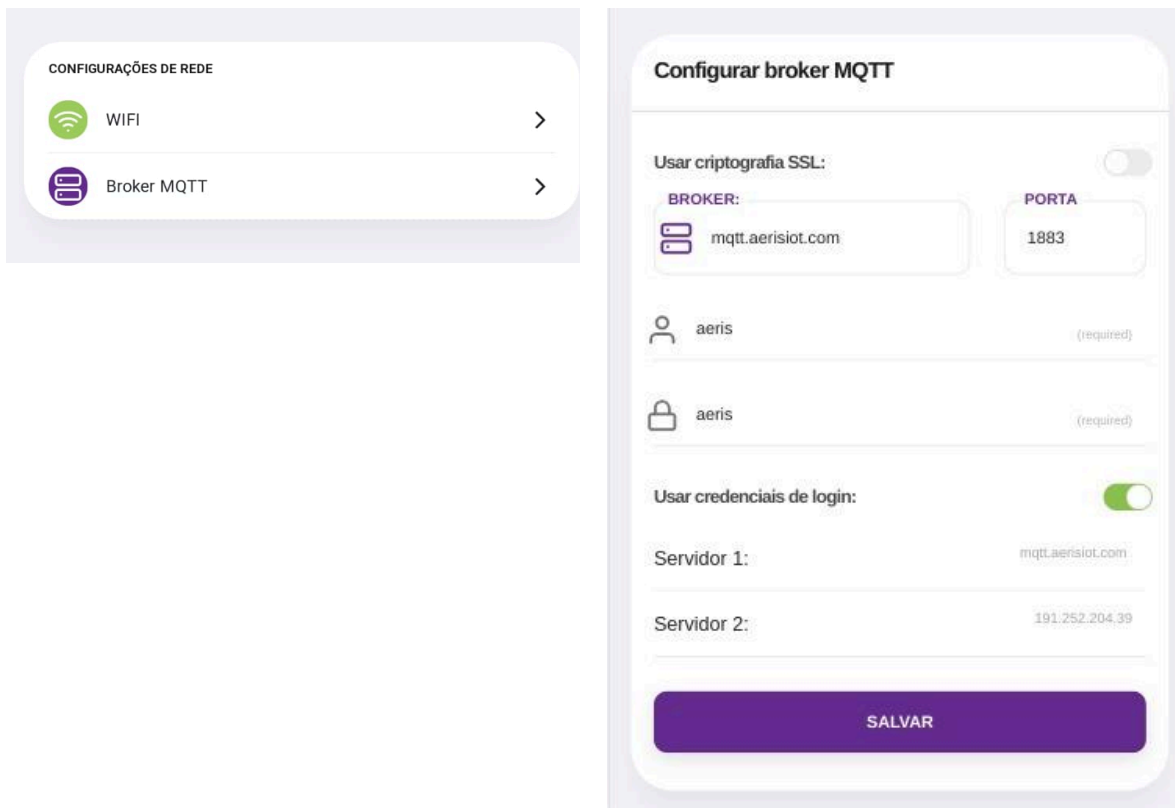 CONFIGURAÇÕES DE REDE
WIFI
Broker MQTT
Configurar broker MQTT
Usar criptografia SSL:
BROKER: PORTA
mqtt.aerisiot.com 1883
aeris (required)
aeris (required)
Usar credenciais de login:
Servidor 1: mqtt.aerisiot.com
Servidor 2: 191.252.204.39
SALVAR